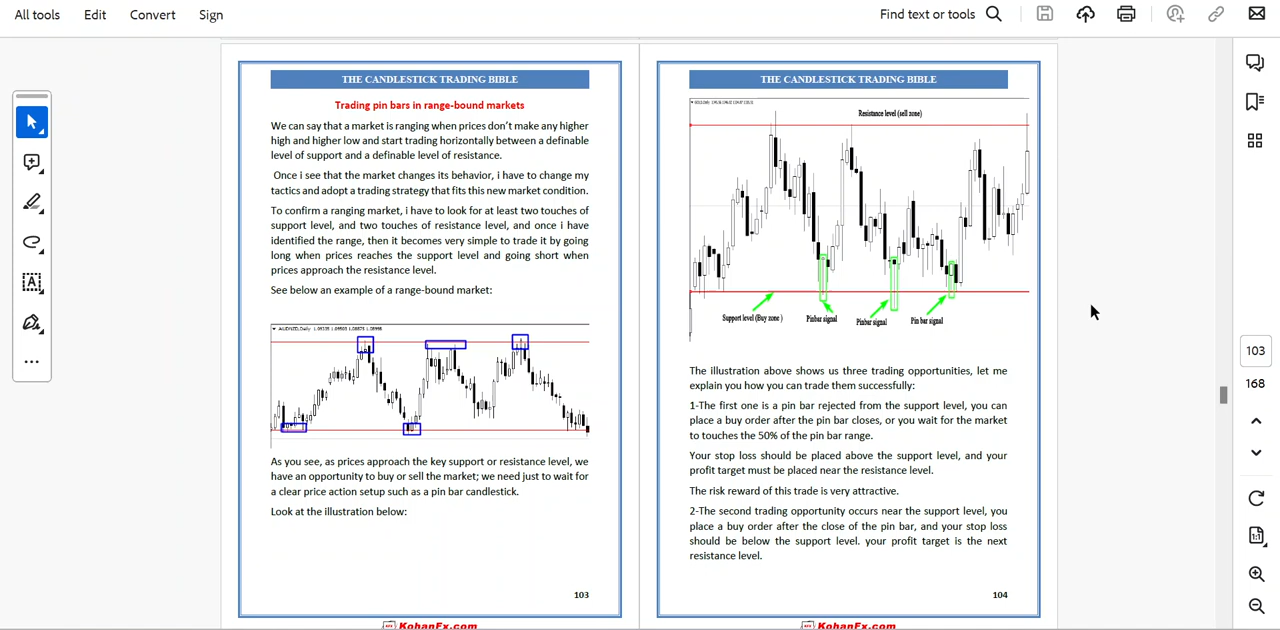 All tools Edit Convert Sign
Find text or tools
THE CANDLESTICK TRADING BIBLE
Trading pin bars in range-bound markets
We can say that a market is ranging when prices don't make any higher
high and higher low and start trading horizontally between a definable
level of support and a definable level of resistance.
Once i see that the market changes its behavior, i have to change my
tactics and adopt a trading strategy that fits this new market condition.
To confirm a ranging market, i have to look for at least two touches of
support level, and two touches of resistance level, and once i have
identified the range, then it becomes very simple to trade it by going
long when prices reaches the support level and going short when
prices approach the resistance level.
See below an example of a range-bound market:
As you see, as prices approach the key support or resistance level, we
have an opportunity to buy or sell the market; we need just to wait for
a clear price action setup such as a pin bar candlestick.
Look at the illustration below:
103
KohanFx.com
THE CANDLESTICK TRADING BIBLE
Resistance level (sell zone)
Support level (Buy zone )
Pinbar signal
Pinbar signal
Pin bar signal
The illustration above shows us three trading opportunities, let me
explain you how you can trade them successfully:
1-The first one is a pin bar rejected from the support level, you can
place a buy order after the pin bar closes, or you wait for the market
to touches the 50% of the pin bar range.
Your stop loss should be placed above the support level, and your
profit target must be placed near the resistance level.
The risk reward of this trade is very attractive.
2-The second trading opportunity occurs near the support level, you
place a buy order after the close of the pin bar, and your stop loss
should be below the support level. your profit target is the next
resistance level.
104
KohanFx.com
103
168